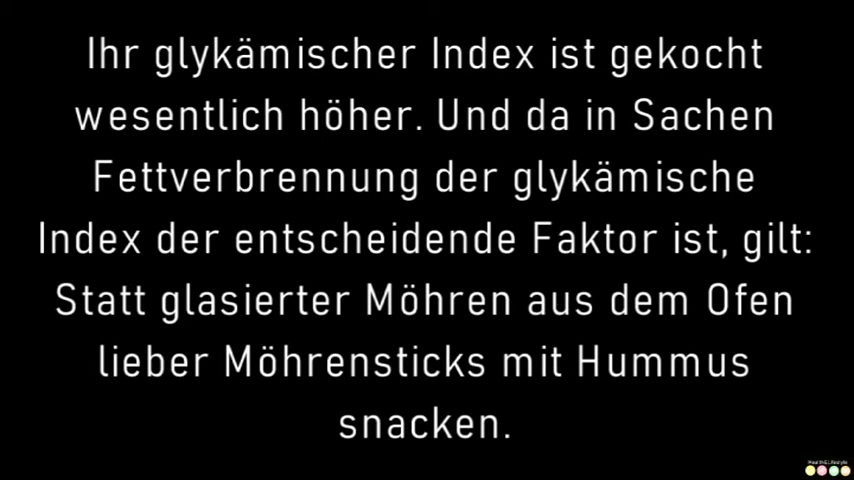 Ihr glykämischer Index ist gekocht
wesentlich höher. Und da in Sachen
Fettverbrennung der glykämische
Index der entscheidende Faktor ist, gilt:
Statt glasierter Möhren aus dem Ofen
lieber Möhrensticks mit Hummus
snacken.